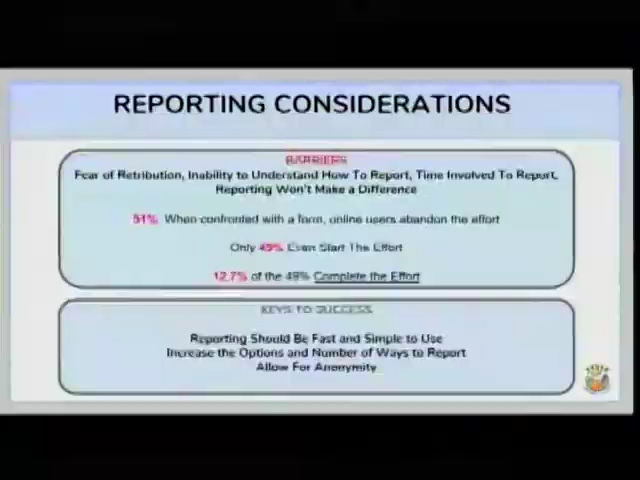 REPORTING CONSIDERATIONS
BARRIERS
Fear of Retribution, Inability to Understand How To Report, Time Involved To Report,
Reporting Won't Make a Difference
51% When confronted with a form, online users abandon the effort
Only 49% Even Start The Effort
12.7% of the 49% Complete the Effort
KEYS TO SUCCESS
Reporting Should Be Fast and Simple to Use
Increase the Options and Number of Ways to Report
Allow For Anonymity